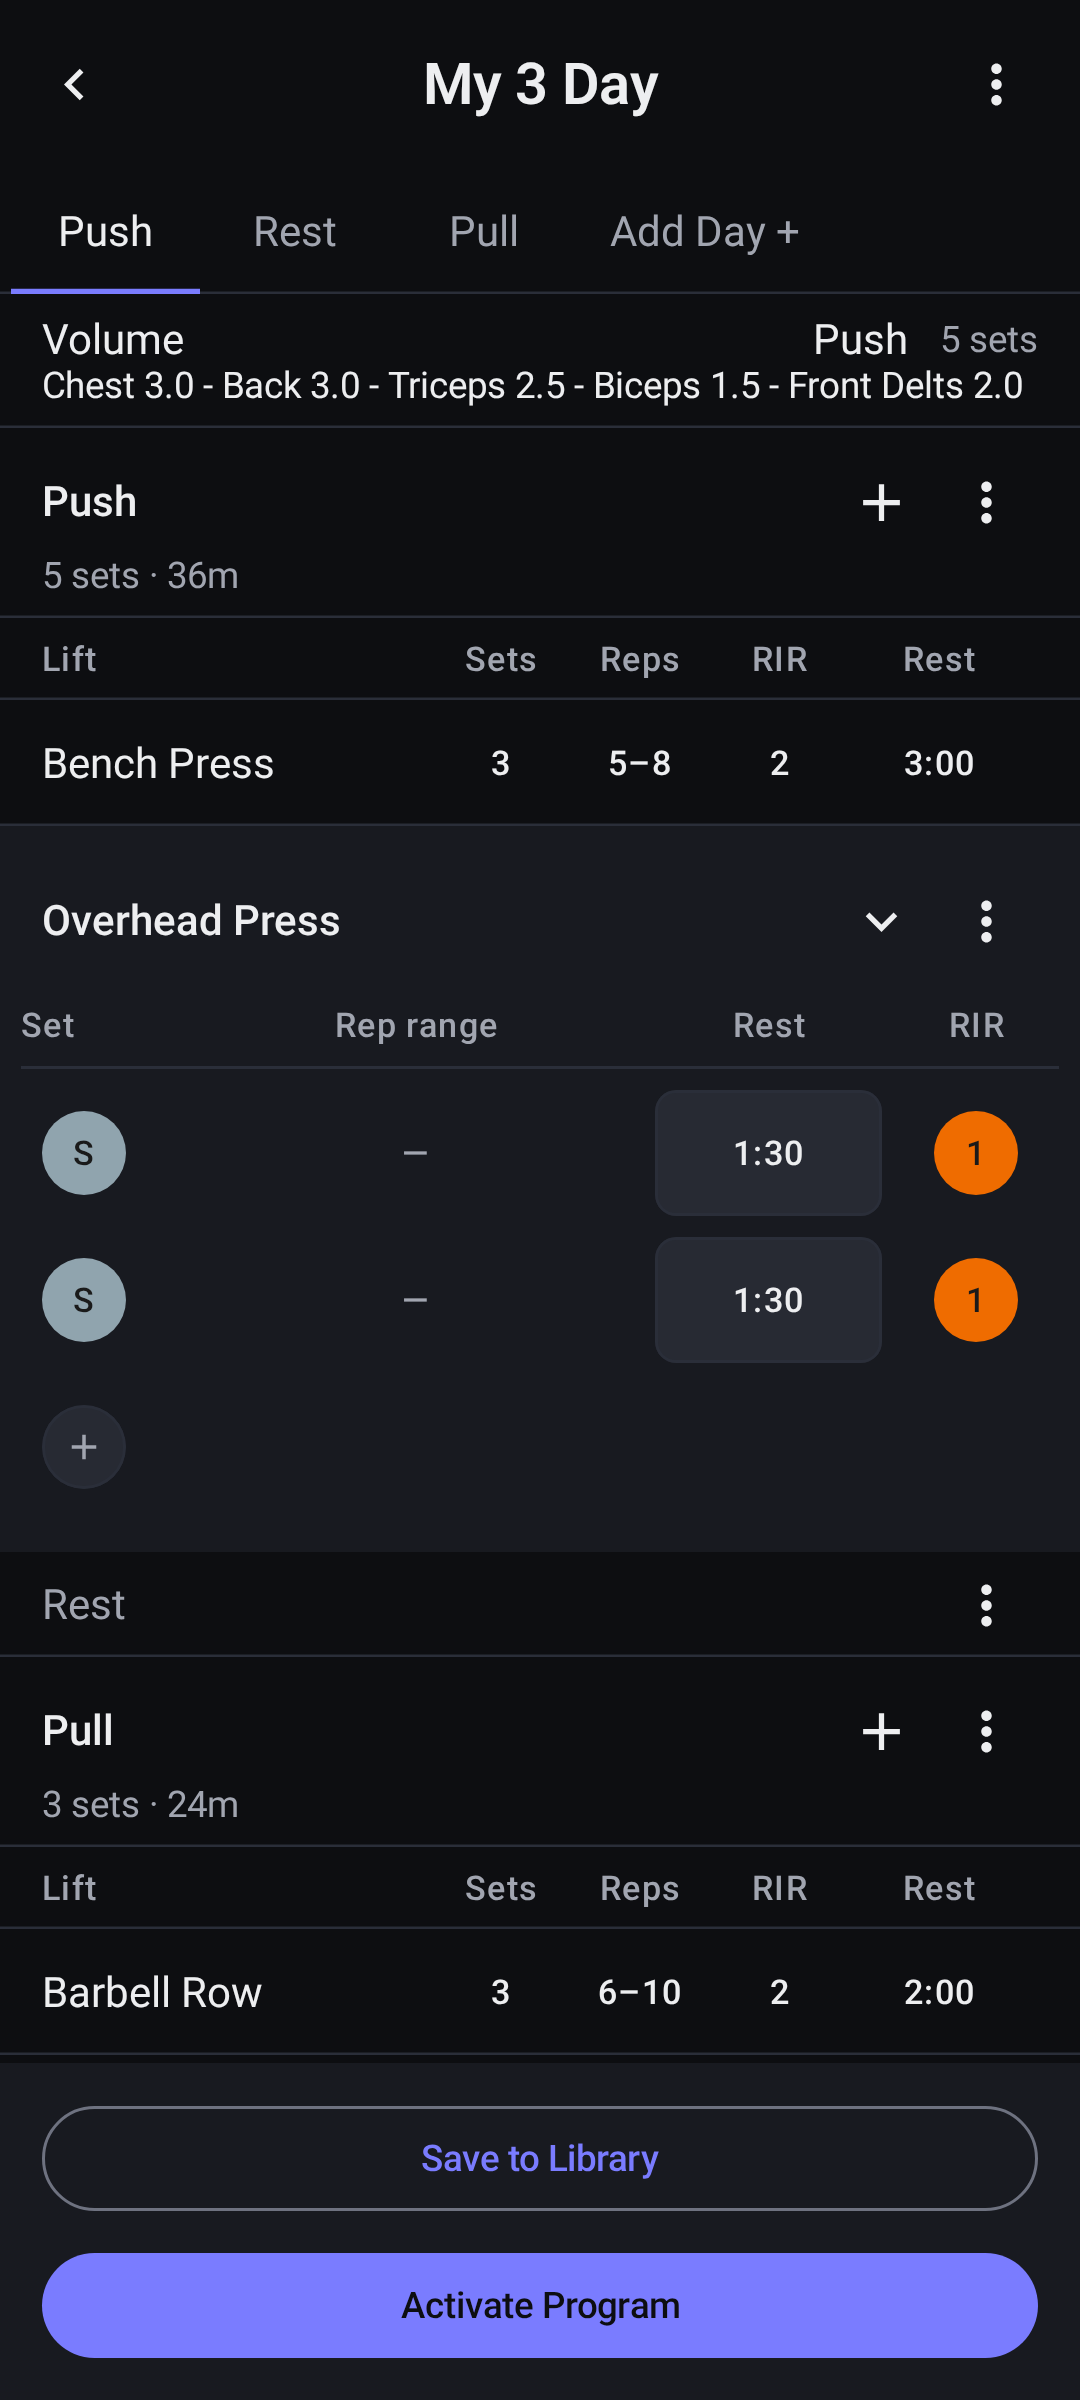 My 3 Day
Push Rest Pull Add Day +
Volume Push 5 sets
Chest 3.0 - Back 3.0 - Triceps 2.5 - Biceps 1.5 - Front Delts 2.0
Push
5 sets · 36m
Lift Sets Reps RIR Rest
Bench Press 3 5–8 2 3:00
Overhead Press
Set Rep range Rest RIR
S – 1:30 1
S – 1:30 1
+
Rest
Pull
3 sets · 24m
Lift Sets Reps RIR Rest
Barbell Row 3 6–10 2 2:00
Save to Library
Activate Program